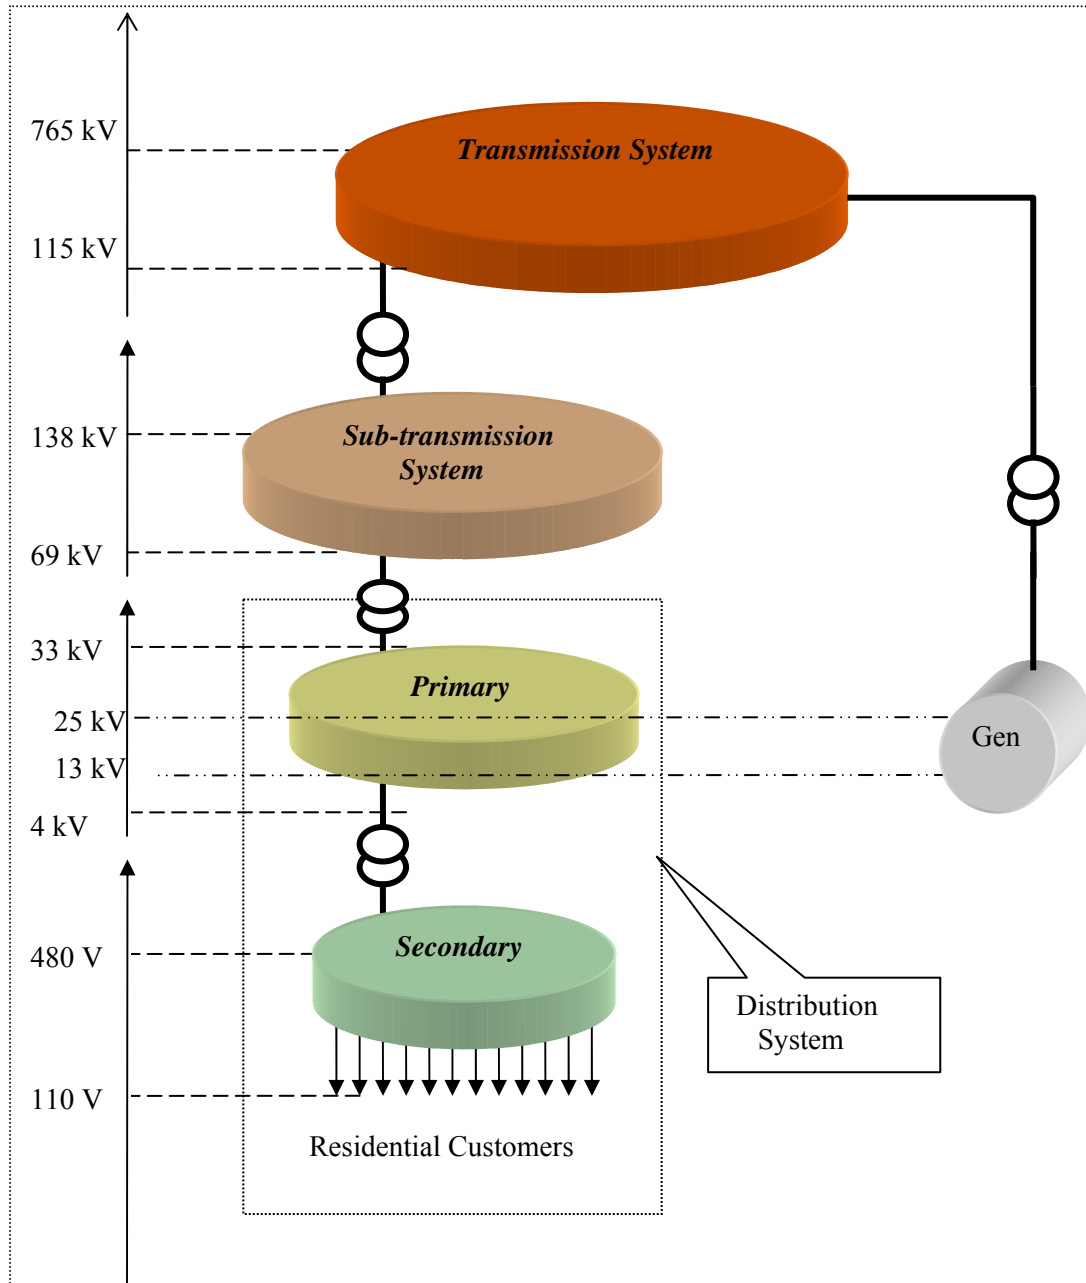 765 kV
Transmission System
115 kV
138 kV
Sub-transmission
System
69 kV
33 kV
Primary
25 kV
Gen
13 kV
4 kV
Secondary
480 V
Distribution
System
110 V
Residential Customers